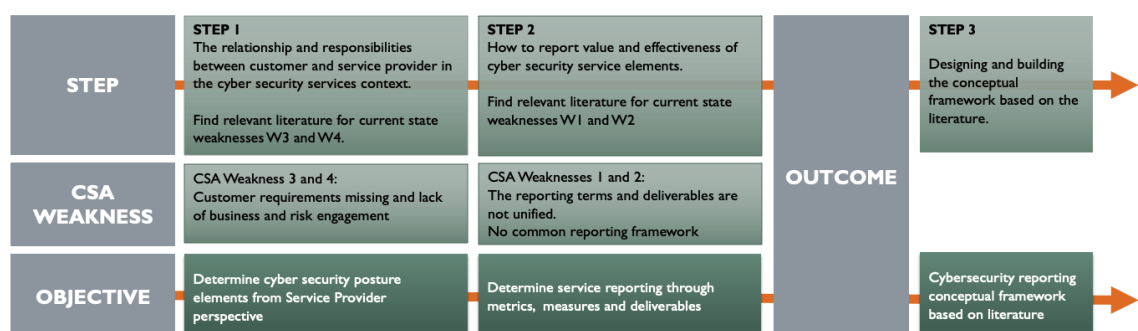 STEP
STEP 1
The relationship and responsibilities
between customer and service provider in
the cyber security services context.
Find relevant literature for current state
weaknesses W3 and W4.
STEP 2
How to report value and effectiveness of
cyber security service elements.
Find relevant literature for current state
weaknesses W1 and W2
OUTCOME
STEP 3
Designing and building
the conceptual
framework based on the
literature.
CSA
WEAKNESS
CSA Weakness 3 and 4:
Customer requirements missing and lack
of business and risk engagement
CSA Weaknesses 1 and 2:
The reporting terms and deliverables are
not unified.
No common reporting framework
OBJECTIVE
Determine cyber security posture
elements from Service Provider
perspective
Determine service reporting through
metrics, measures and deliverables
Cybersecurity reporting
conceptual framework
based on literature